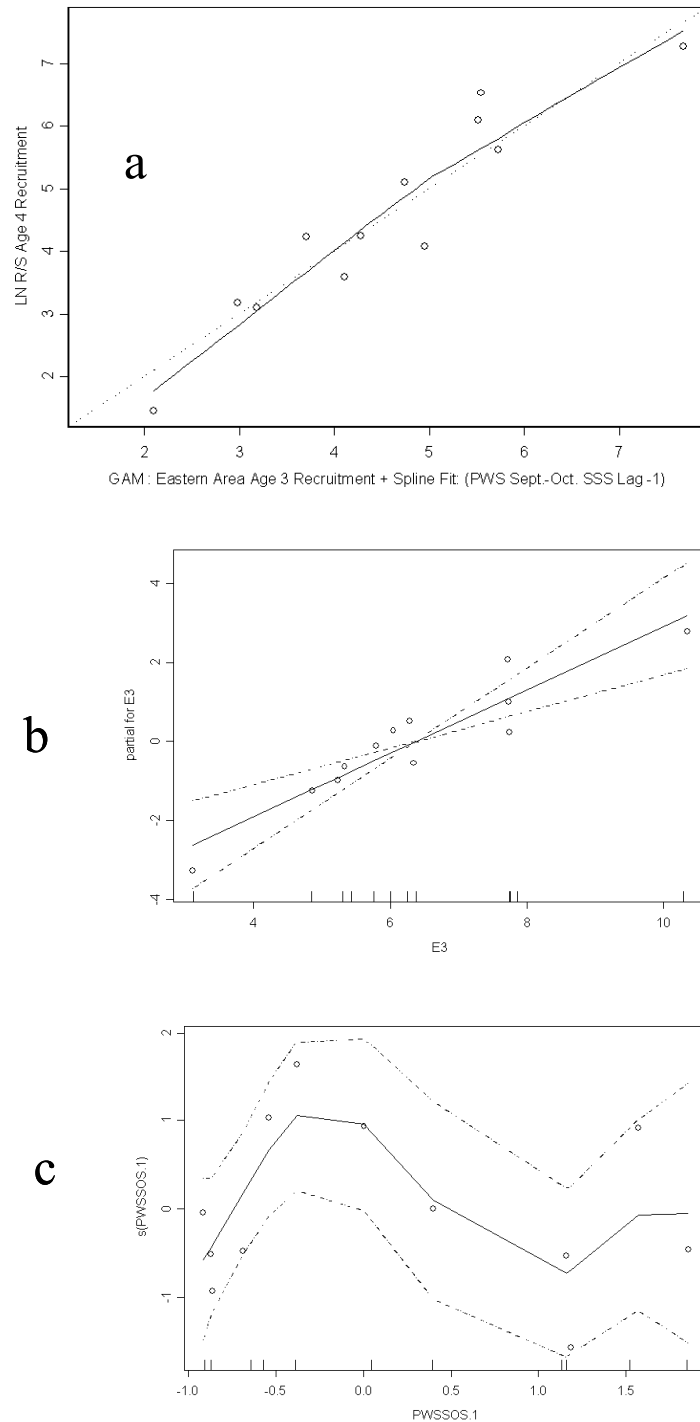 a
LN R/S Age 4 Recruitment
7
6
5
4
3
2
2 3 4 5 6 7
GAM : Eastern Area Age 3 Recruitment + Spline Fit: (PWS Sept.-Oct. SSS Lag -1)
b
partial for E3
4
2
0
-2
-4
4 6 8 10
E3
c
s(PWSSOS.1)
2
1
0
-1
-1.0 -0.5 0.0 0.5 1.0 1.5
PWSSOS.1